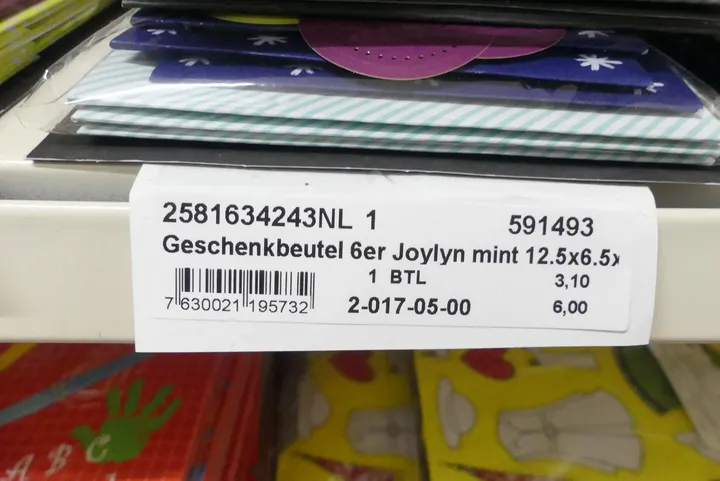 2581634243NL 1 591493
Geschenkbeutel 6er Joylyn mint 12.5x6.5x
1 BTL 3,10
7 630021 195732 2-017-05-00 6,00
A B C